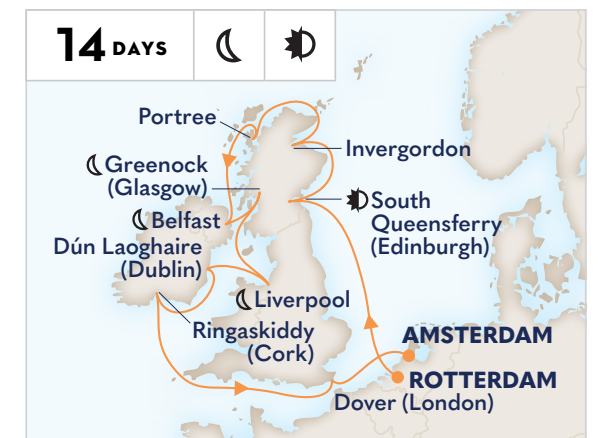 14 DAYS
Portree
Invergordon
Greenock
(Glasgow)
South
Queensferry
(Edinburgh)
Belfast
Dún Laoghaire
(Dublin)
Liverpool
Ringaskiddy
(Cork)
AMSTERDAM
ROTTERDAM
Dover (London)